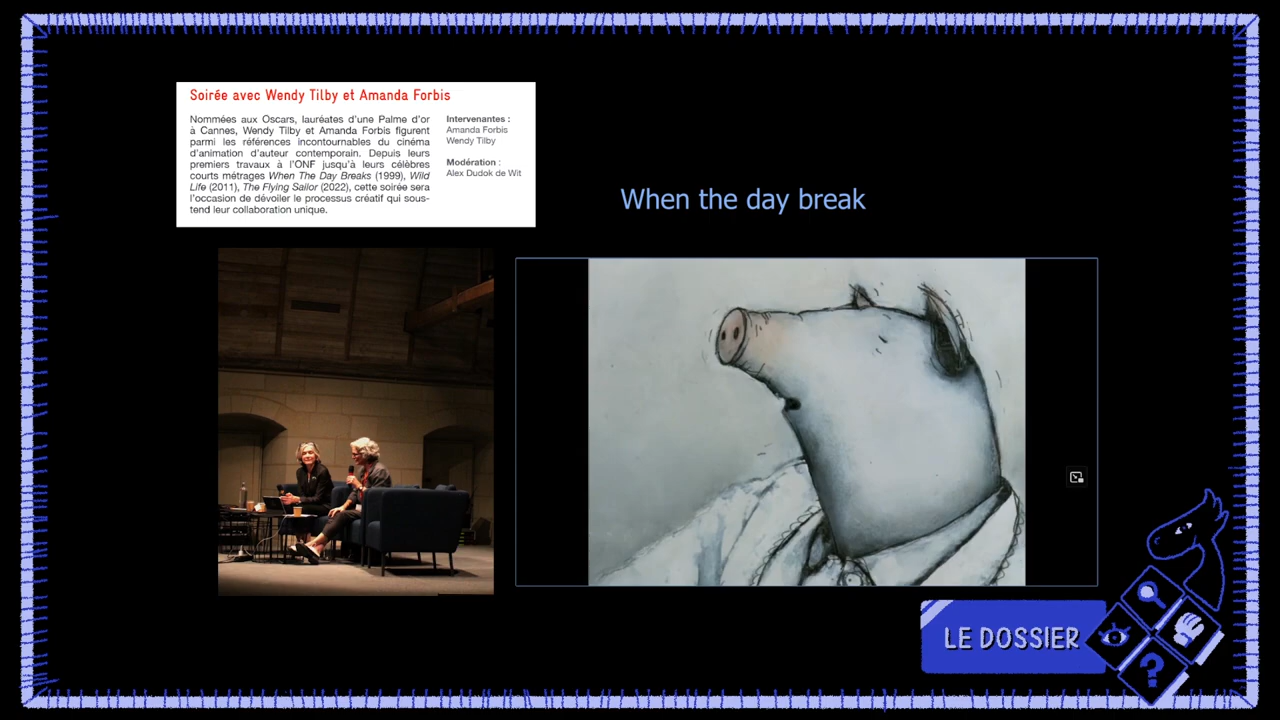 Soirée avec Wendy Tilby et Amanda Forbis
Nommées aux Oscars, lauréates d'une Palme d'or
à Cannes, Wendy Tilby et Amanda Forbis figurent
parmi les références incontournables du cinéma
d'animation d'auteur contemporain. Depuis leurs
premiers travaux à l'ONF jusqu'à leurs célèbres
courts métrages When The Day Breaks (1999), Wild
Life (2011), The Flying Sailor (2022), cette soirée sera
l'occasion de dévoiler le processus créatif qui sous-
tend leur collaboration unique.
Intervenantes :
Amanda Forbis
Wendy Tilby
Modération :
Alex Dudok de Wit
When the day break
LE DOSSIER
?